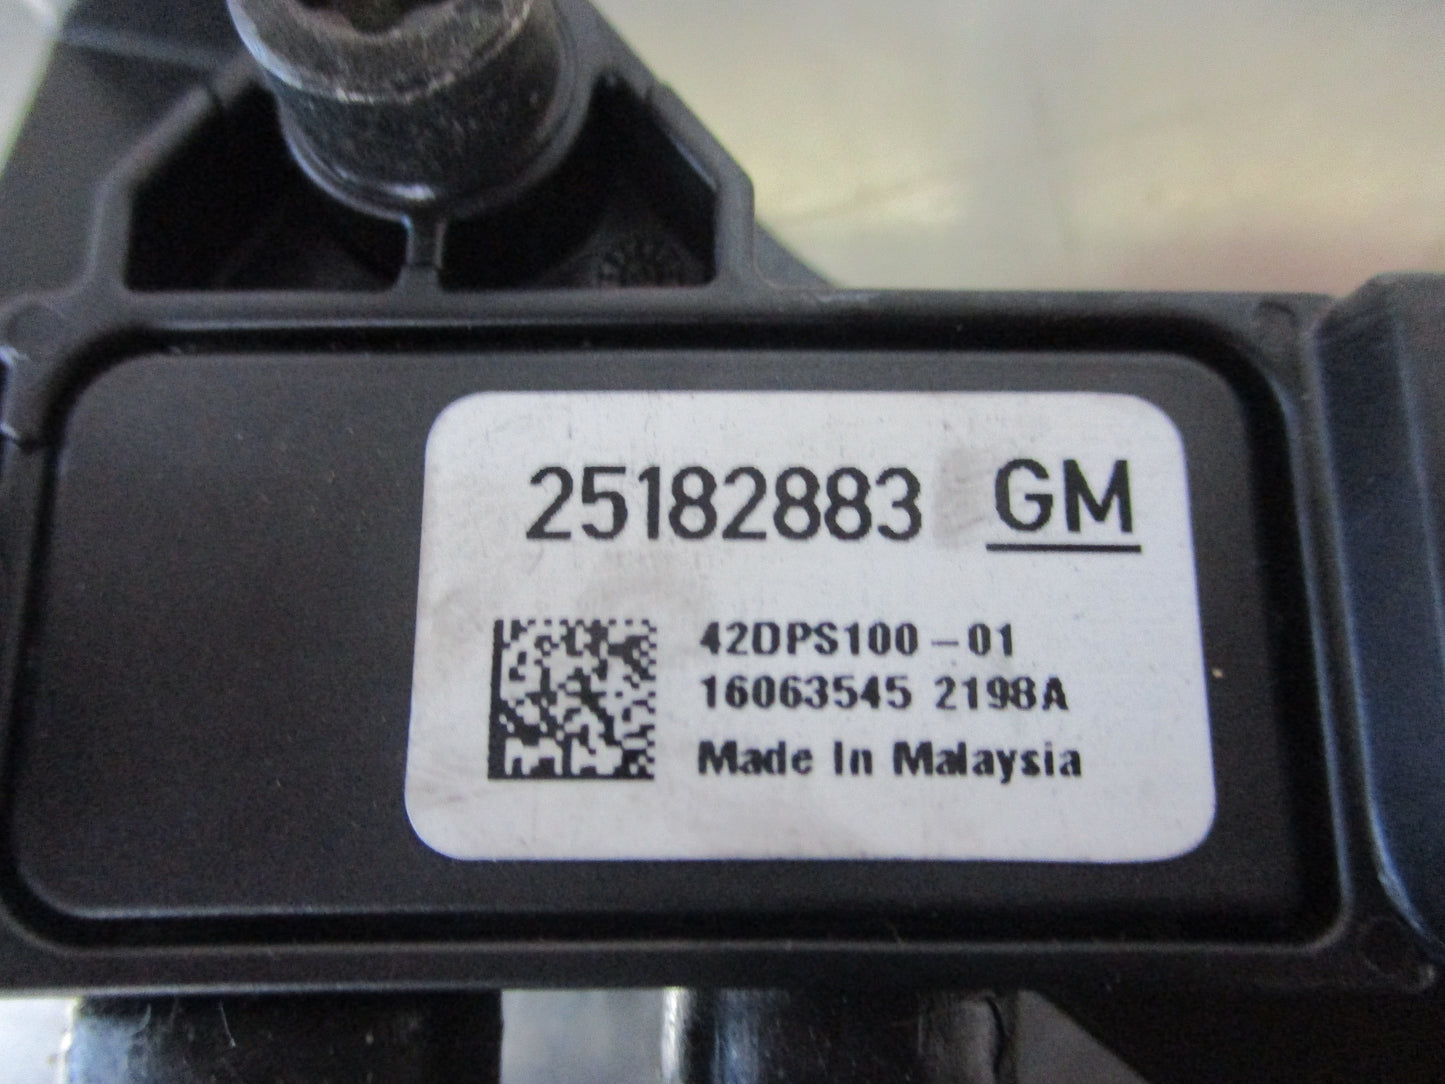 25182883 GM
42DPS100-01
16063545 2198A
Made In Malaysia